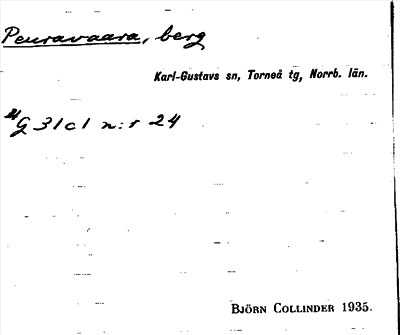 Peuravaara, berg
Karl-Gustavs sn, Torneå tg, Norrb. län.
G 31 c 1 n:r 24
BJÖRN COLLINDER 1935.